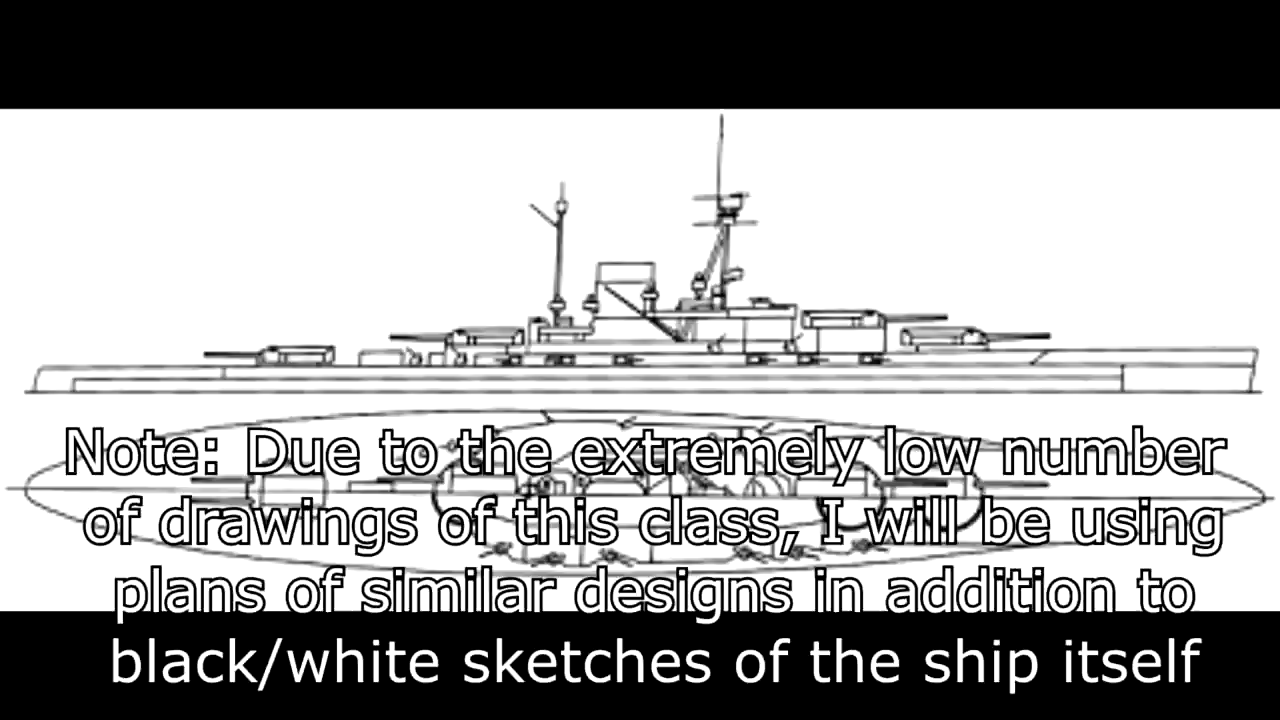 Note: Due to the extremely low number
of drawings of this class, I will be using
plans of similar designs in addition to
black/white sketches of the ship itself